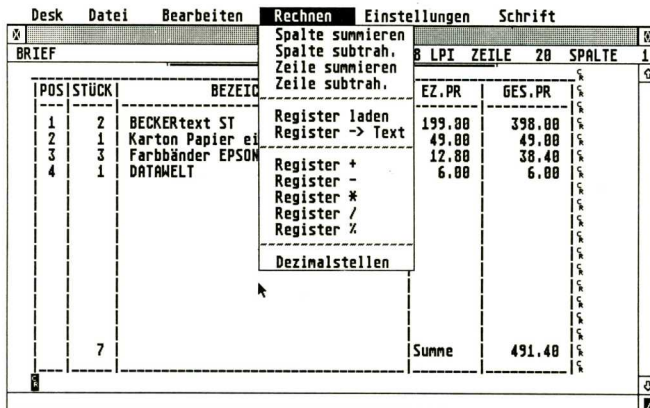 Desk Datei Bearbeiten Rechnen Einstellungen Schrift
Spalte summieren
Spalte subtrah.
Zeile summieren
Zeile subtrah.
Register laden
Register -> Text
Register +
Register -
Register *
Register /
Register %
Dezimalstellen
BRIEF 8 LPI ZEILE 20 SPALTE 1
POS STÜCK BEZEIC EZ.PR GES.PR
1 2 BECKERtext ST 199.00 398.00
2 1 Karton Papier ei 49.00 49.00
3 3 Farbbänder EPSON 12.80 38.40
4 1 DATAWELT 6.00 6.00
7 Summe 491.40